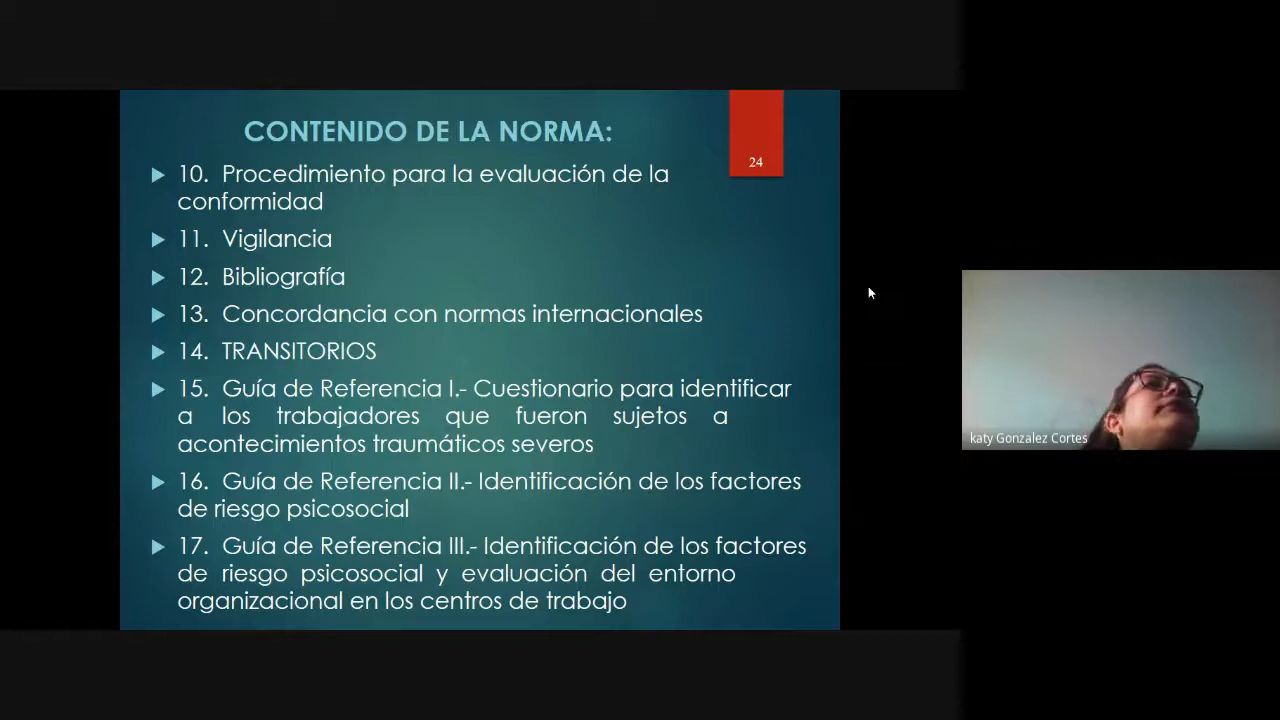 CONTENIDO DE LA NORMA:
24
10. Procedimiento para la evaluación de la
conformidad
11. Vigilancia
12. Bibliografía
13. Concordancia con normas internacionales
14. TRANSITORIOS
15. Guía de Referencia I.- Cuestionario para identificar
a los trabajadores que fueron sujetos a
acontecimientos traumáticos severos
16. Guía de Referencia II.- Identificación de los factores
de riesgo psicosocial
17. Guía de Referencia III.- Identificación de los factores
de riesgo psicosocial y evaluación del entorno
organizacional en los centros de trabajo
katy Gonzalez Cortes